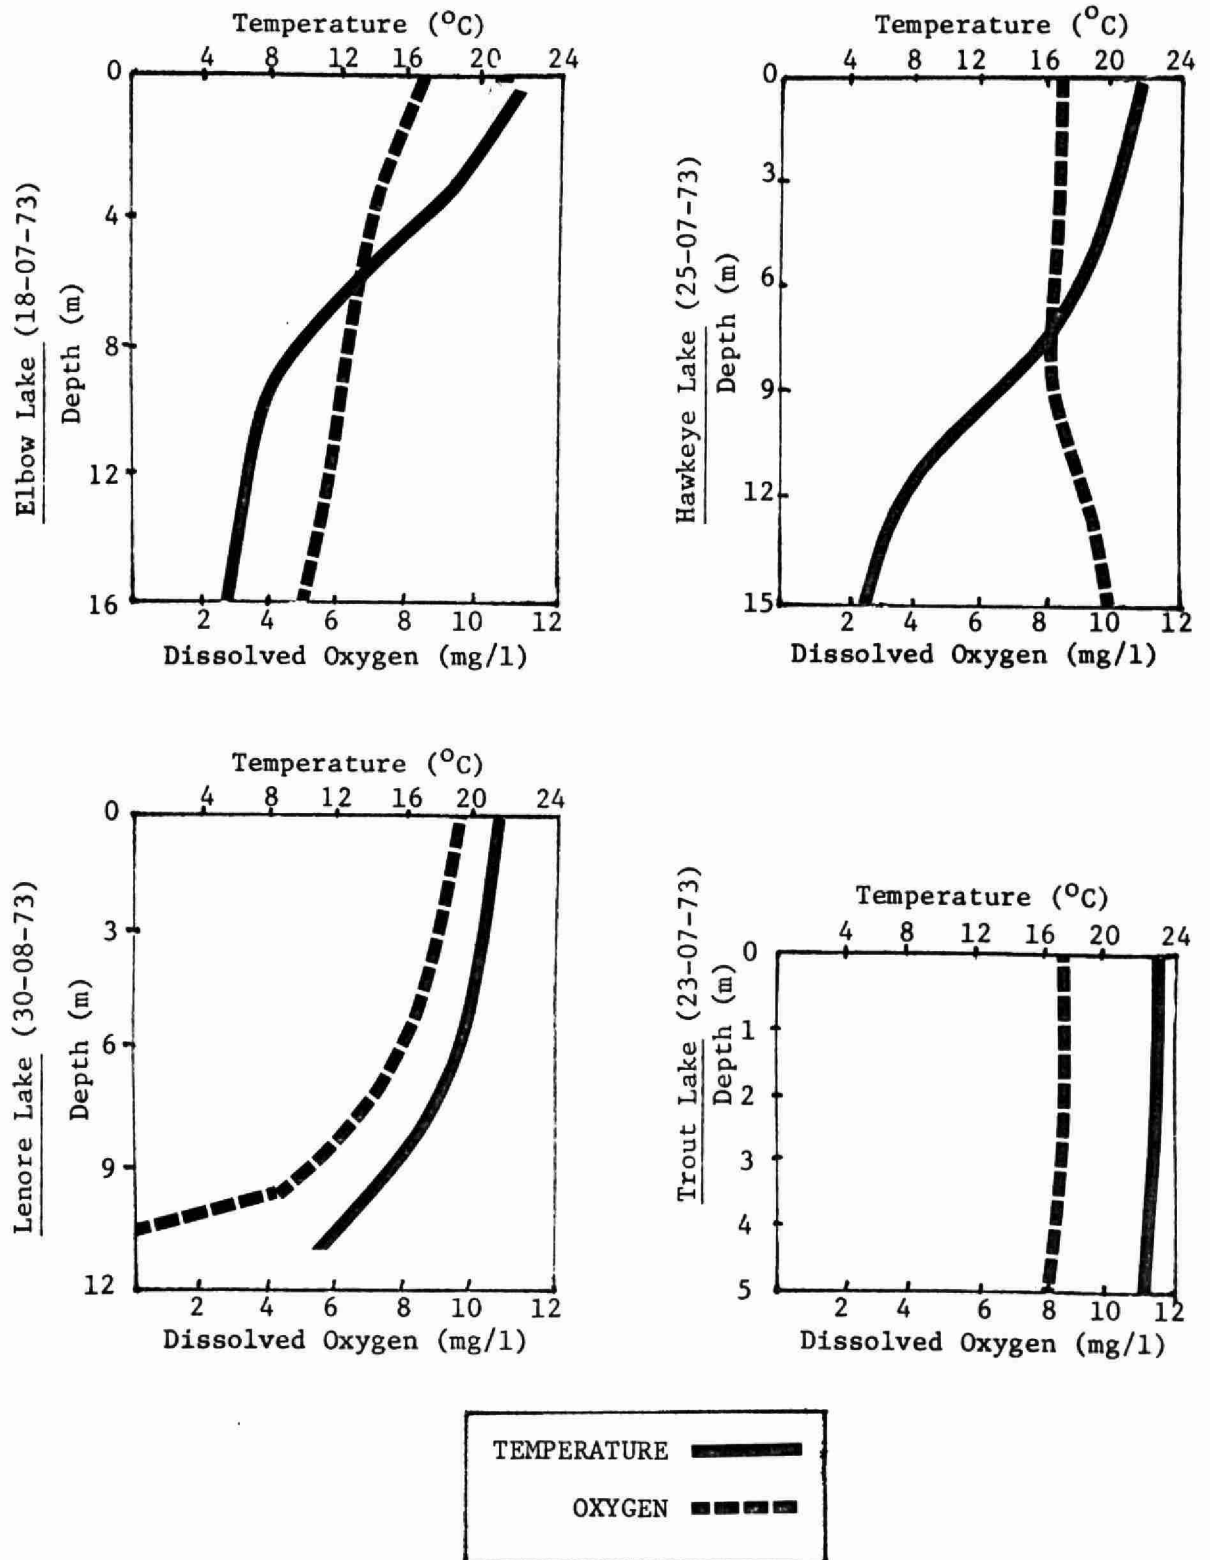 Temperature (°C)
4 8 12 16 20 24
0
4
8
12
16
Elbow Lake (18-07-73)
Depth (m)
2 4 6 8 10 12
Dissolved Oxygen (mg/l)
Temperature (°C)
4 8 12 16 20 24
0
3
6
9
12
15
Hawkeye Lake (25-07-73)
Depth (m)
2 4 6 8 10 12
Dissolved Oxygen (mg/l)
Temperature (°C)
4 8 12 16 20 24
0
3
6
9
12
Lenore Lake (30-08-73)
Depth (m)
2 4 6 8 10 12
Dissolved Oxygen (mg/l)
Temperature (°C)
4 8 12 16 20 24
0
1
2
3
4
5
Trout Lake (23-07-73)
Depth (m)
2 4 6 8 10 12
Dissolved Oxygen (mg/l)
TEMPERATURE
OXYGEN